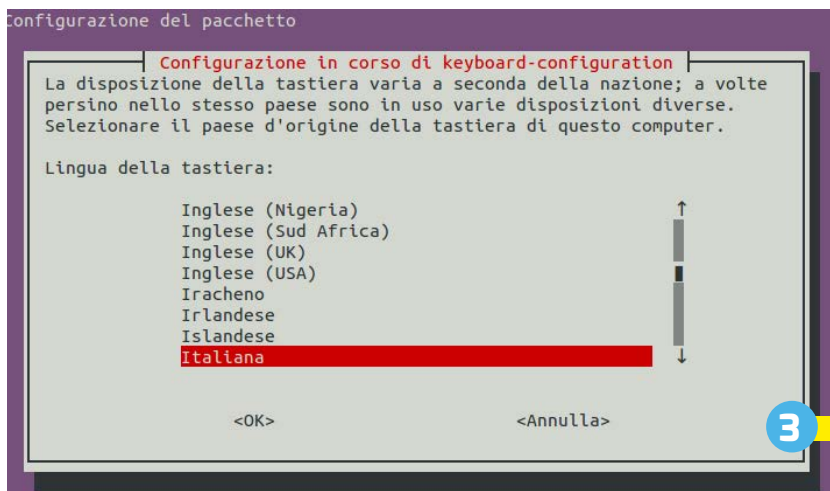 Configurazione del pacchetto
Configurazione in corso di keyboard-configuration
La disposizione della tastiera varia a seconda della nazione; a volte
persino nello stesso paese sono in uso varie disposizioni diverse.
Selezionare il paese d'origine della tastiera di questo computer.
Lingua della tastiera:
Inglese (Nigeria)
Inglese (Sud Africa)
Inglese (UK)
Inglese (USA)
Iracheno
Irlandese
Islandese
Italiana
<OK> <Annulla>
3